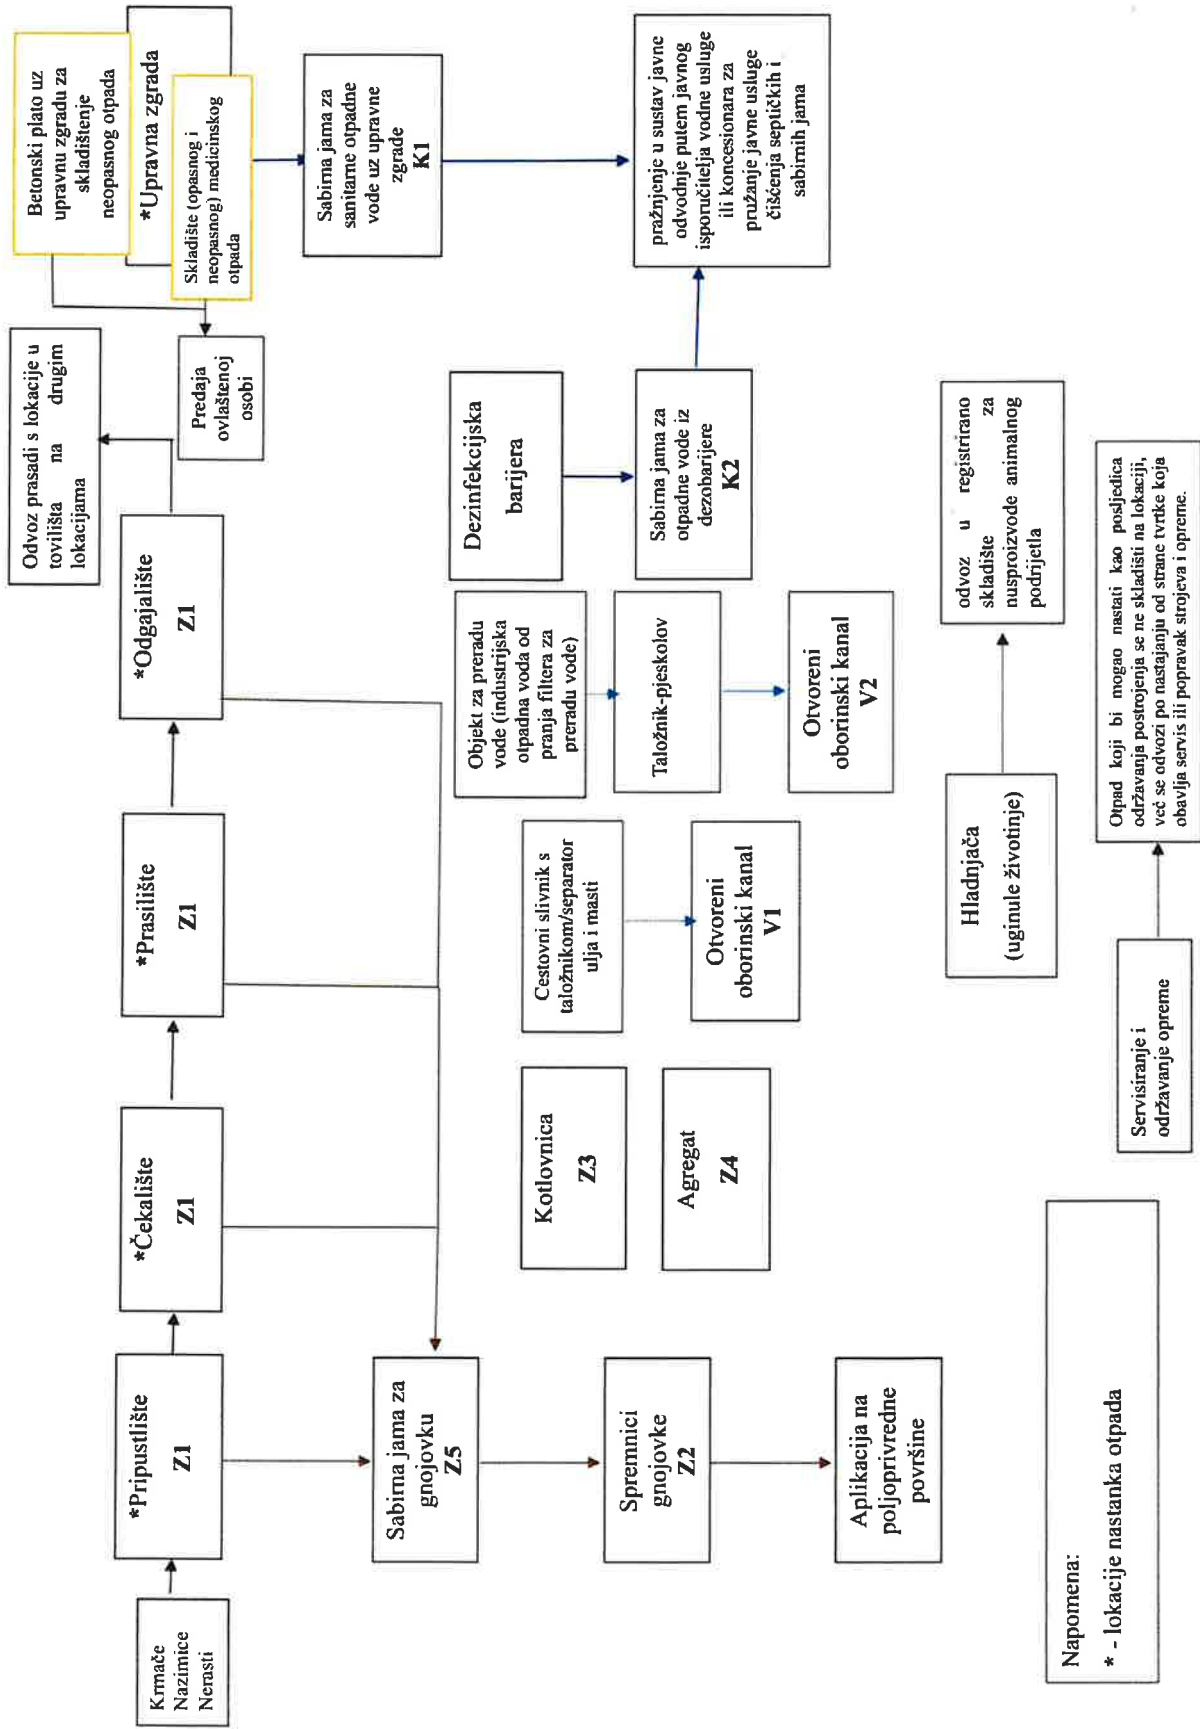 Krmače
Nazimice
Nerasti
*Pripustlište
Z1
*Čekalište
Z1
*Prasilište
Z1
*Odgajalište
Z1
Odvoz prasadi s lokacije u
tovilišta na drugim
lokacijama
Betonski plato uz
upravnu zgradu za
skladištenje
neopasnog otpada
*Upravna zgrada
Skladište (opasnog i
neopasnog) medicinskog
otpada
Predaja
ovlaštenoj
osobi
Sabirna jama za
sanitarne otpadne
vode uz upravne
zgrade
K1
pražnjenje u sustav javne
odvodnje putem javnog
isporučitelja vodne usluge
ili koncesionara za
pružanje javne usluge
čišćenja septičkih i
sabirnih jama
Sabirna jama za
gnojovku
Z5
Spremnici
gnojovke
Z2
Aplikacija na
poljoprivredne
površine
Kotlovnica
Z3
Agregat
Z4
Cestovni slivnik s
taložnikom/separator
ulja i masti
Otvoreni
oborinski kanal
V1
Objekt za preradu
vode (industrijska
otpadna voda od
pranja filtera za
preradu vode)
Taložnik-pjeskolov
Otvoreni
oborinski kanal
V2
Dezinfekcijska
barijera
Sabirna jama za
otpadne vode iz
dezobarijere
K2
Hladnjača
(uginule životinje)
odvoz u registrirano
skladište za
nusproizvode animalnog
podrijetla
Servisiranje i
održavanje opreme
Otpad koji bi mogao nastati kao posljedica
održavanja postrojenja se ne skladišti na lokaciji,
već se odvozi po nastajanju od strane tvrtke koja
obavlja servis ili popravak strojeva i opreme.
Napomena:
* - lokacije nastanka otpada